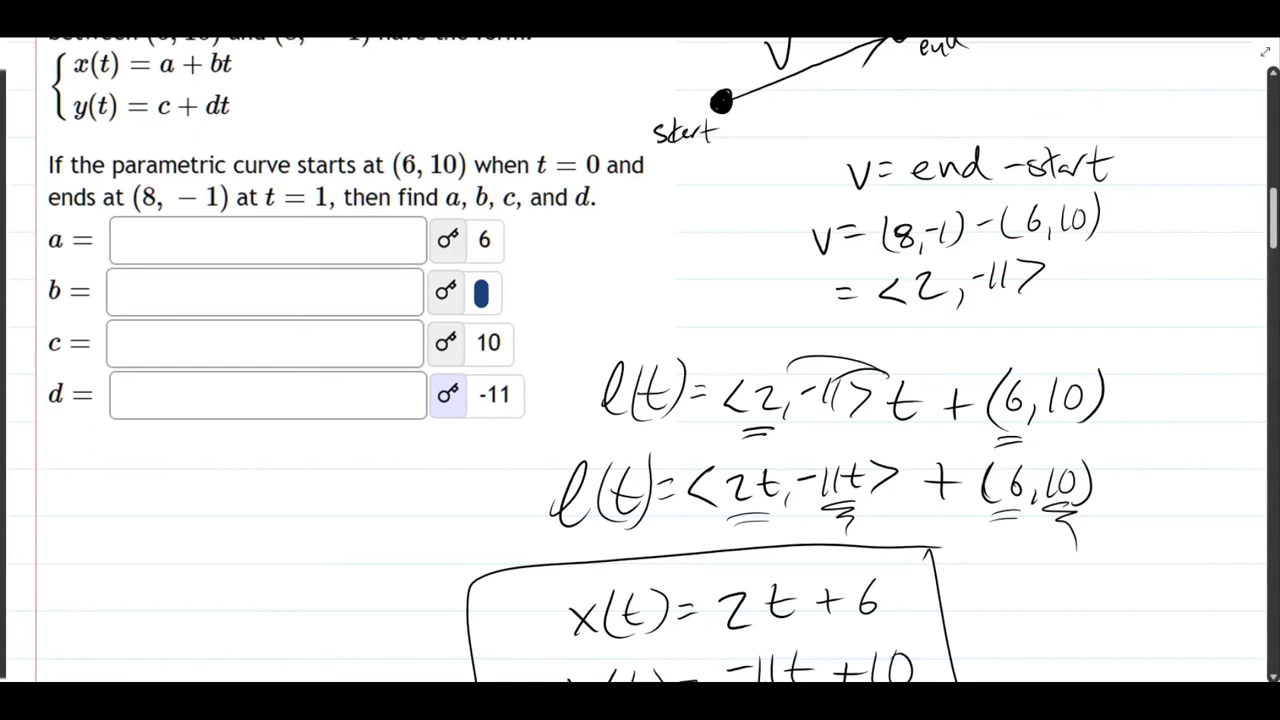 { x(t) = a + bt
y(t) = c + dt
If the parametric curve starts at (6, 10) when t = 0 and
ends at (8, − 1) at t = 1, then find a, b, c, and d.
a = 6
b =
c = 10
d = -11
V
end
start
v = end - start
v = (8,-1) - (6,10)
= <2, -11>
l(t) = <2, -11> t + (6,10)
l(t) = <2t, -11t> + (6,10)
x(t) = 2t + 6
-11t + 10